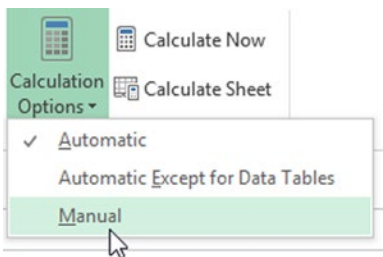 Calculate Now
Calculation
Options
Calculate Sheet
Automatic
Automatic Except for Data Tables
Manual